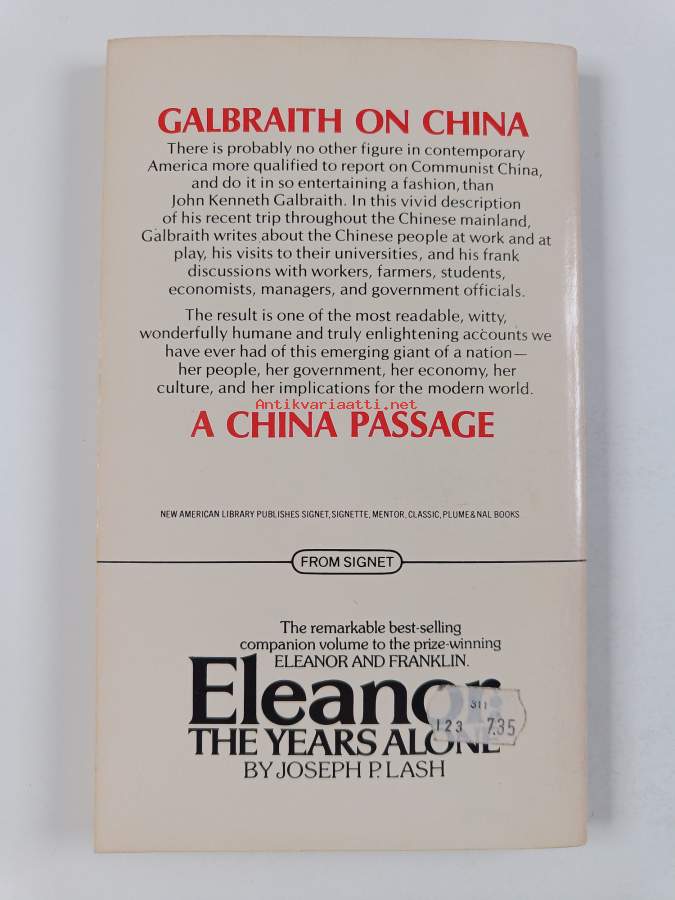 GALBRAITH ON CHINA
There is probably no other figure in contemporary
America more qualified to report on Communist China,
and do it in so entertaining a fashion, than
John Kenneth Galbraith. In this vivid description
of his recent trip throughout the Chinese mainland,
Galbraith writes about the Chinese people at work and at
play, his visits to their universities, and his frank
discussions with workers, farmers, students,
economists, managers, and government officials.
The result is one of the most readable, witty,
wonderfully humane and truly enlightening accounts we
have ever had of this emerging giant of a nation—
her people, her government, her economy, her
culture, and her implications for the modern world.
Antikvariaatti.net
A CHINA PASSAGE
NEW AMERICAN LIBRARY PUBLISHES SIGNET, SIGNETTE, MENTOR, CLASSIC, PLUME & NAL BOOKS
FROM SIGNET
The remarkable best-selling
companion volume to the prize-winning
ELEANOR AND FRANKLIN.
Eleanor
311
123 7.35
THE YEARS ALONE
BY JOSEPH P. LASH